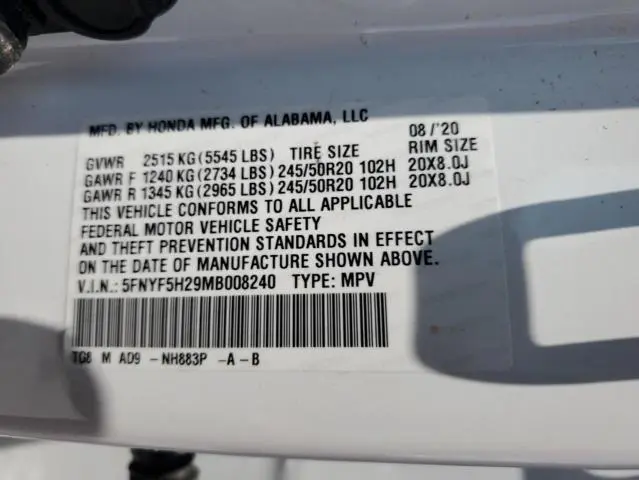 MFD. BY HONDA MFG. OF ALABAMA, LLC 08/'20
GVWR 2515 KG (5545 LBS) TIRE SIZE RIM SIZE
GAWR F 1240 KG (2734 LBS) 245/50R20 102H 20X8.0J
GAWR R 1345 KG (2965 LBS) 245/50R20 102H 20X8.0J
THIS VEHICLE CONFORMS TO ALL APPLICABLE
FEDERAL MOTOR VEHICLE SAFETY
AND THEFT PREVENTION STANDARDS IN EFFECT
ON THE DATE OF MANUFACTURE SHOWN ABOVE.
V.I.N.: 5FNYF5H29MB008240 TYPE: MPV
TG8 M AD9 - NH883P - A - B